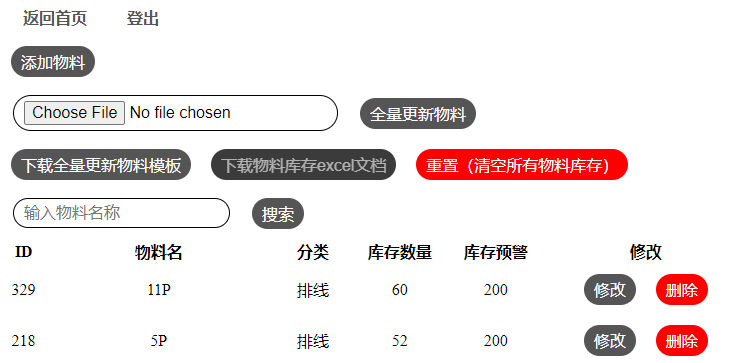 返回首页 登出
添加物料
Choose File No file chosen 全量更新物料
下载全量更新物料模板 下载物料库存excel文档 重置（清空所有物料库存）
输入物料名称 搜索
ID 物料名 分类 库存数量 库存预警 修改
329 11P 排线 60 200 修改 删除
218 5P 排线 52 200 修改 删除